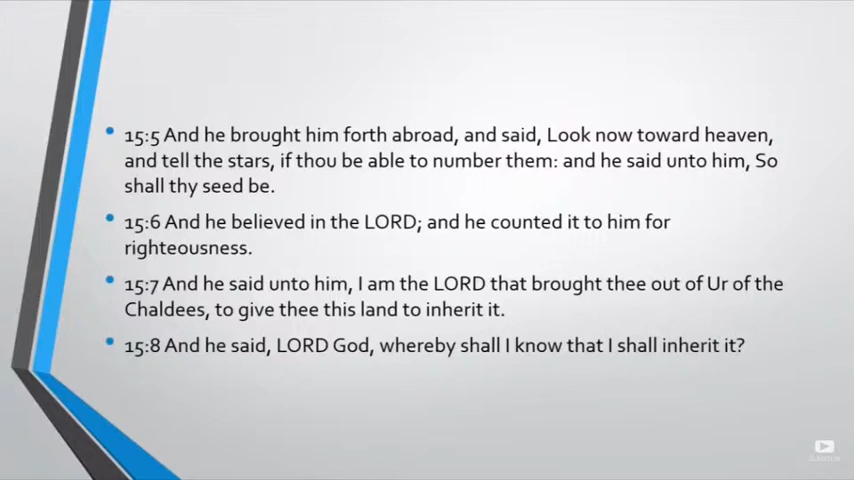 • 15:5 And he brought him forth abroad, and said, Look now toward heaven,
and tell the stars, if thou be able to number them: and he said unto him, So
shall thy seed be.
• 15:6 And he believed in the LORD; and he counted it to him for
righteousness.
• 15:7 And he said unto him, I am the LORD that brought thee out of Ur of the
Chaldees, to give thee this land to inherit it.
• 15:8 And he said, LORD God, whereby shall I know that I shall inherit it?